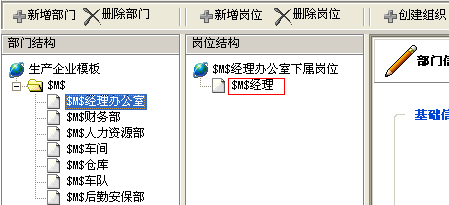 新增部门 删除部门 新增岗位 删除岗位 创建组织
部门结构
生产企业模板
$M$
$M$经理办公室
$M$财务部
$M$人力资源部
$M$车间
$M$仓库
$M$车队
$M$后勤安保部
岗位结构
$M$经理办公室下属岗位
$M$经理
部门信
基础信